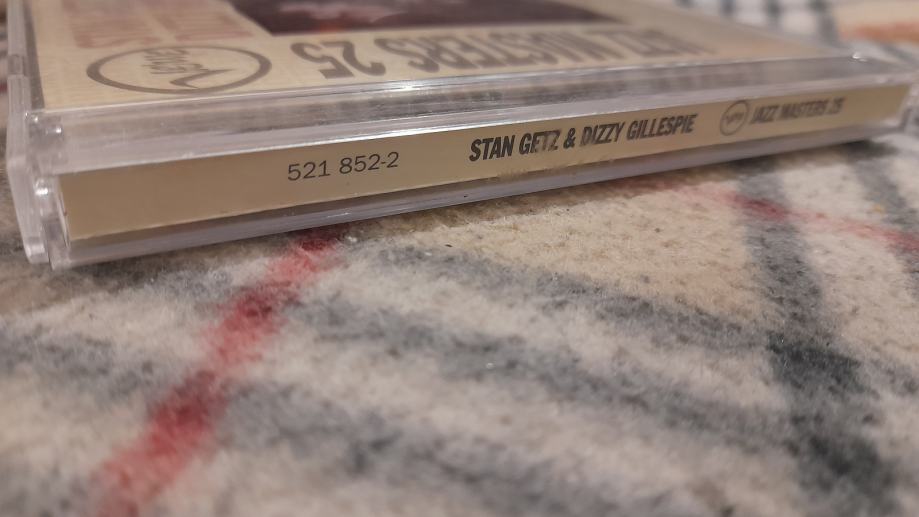 Verve
JAZZ MASTERS 25
521 852-2 STAN GETZ & DIZZY GILLESPIE Verve JAZZ MASTERS 25